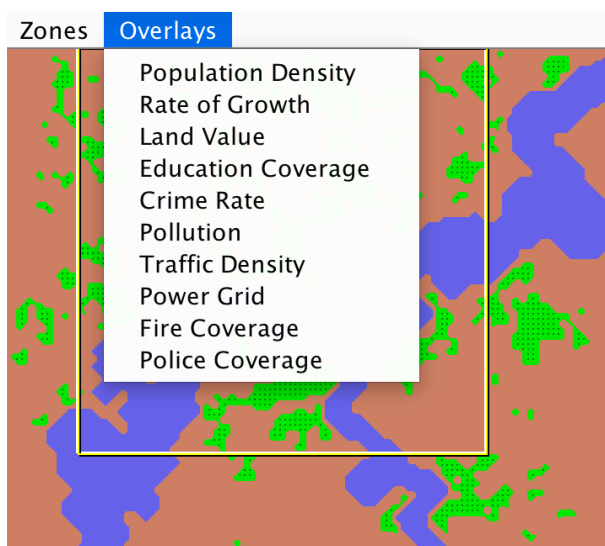 Zones Overlays
Population Density
Rate of Growth
Land Value
Education Coverage
Crime Rate
Pollution
Traffic Density
Power Grid
Fire Coverage
Police Coverage